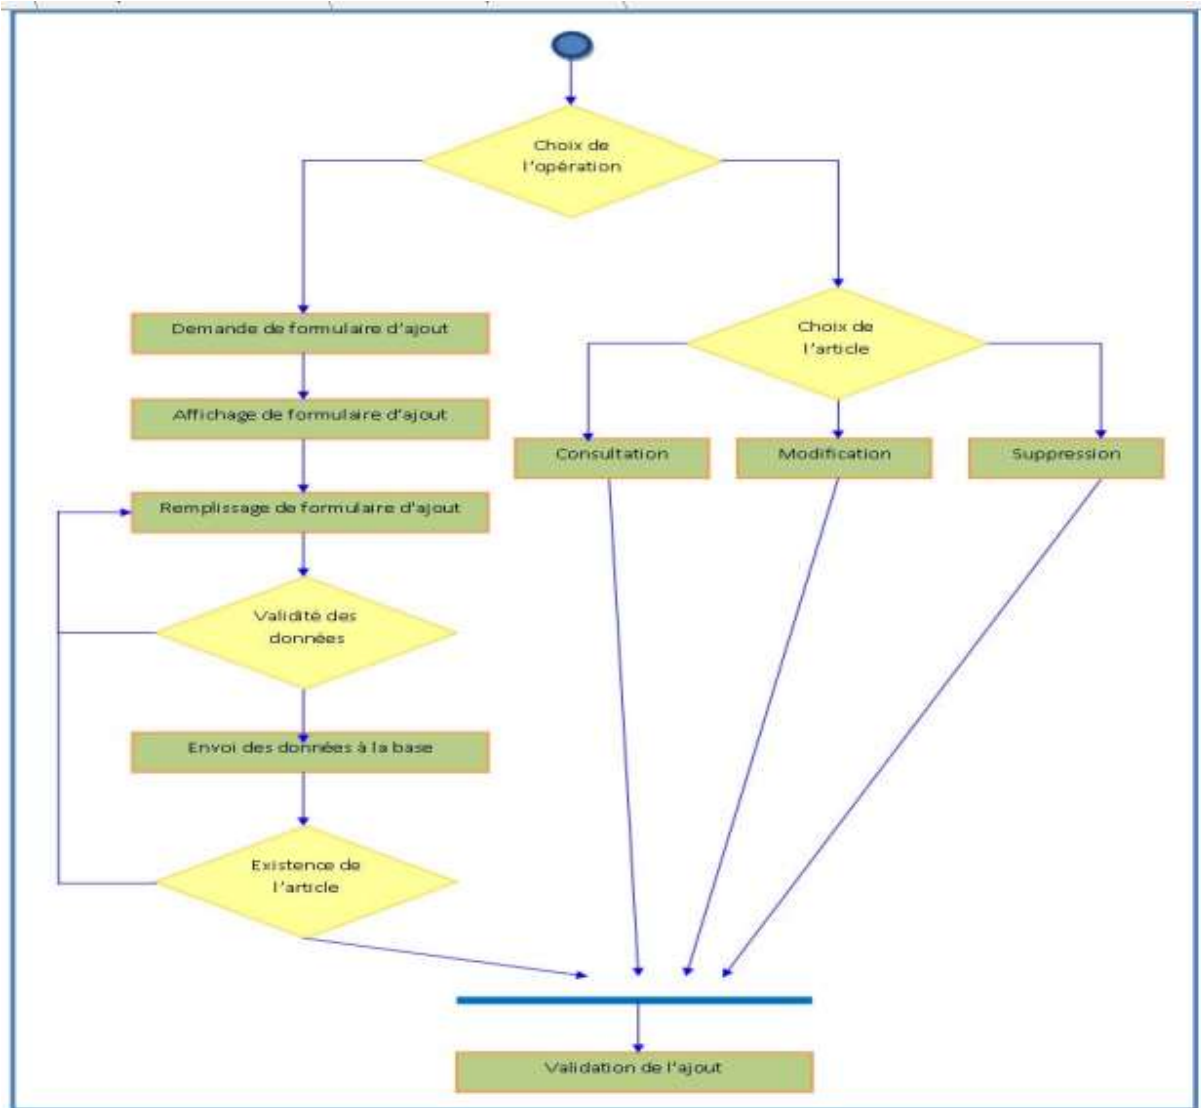 Choix de
l'opération
Demande de formulaire d'ajout
Affichage de formulaire d'ajout
Remplissage de formulaire d'ajout
Validité des
données
Envoi des données à la base
Existence de
l'article
Choix de
l'article
Consultation
Modification
Suppression
Validation de l'ajout